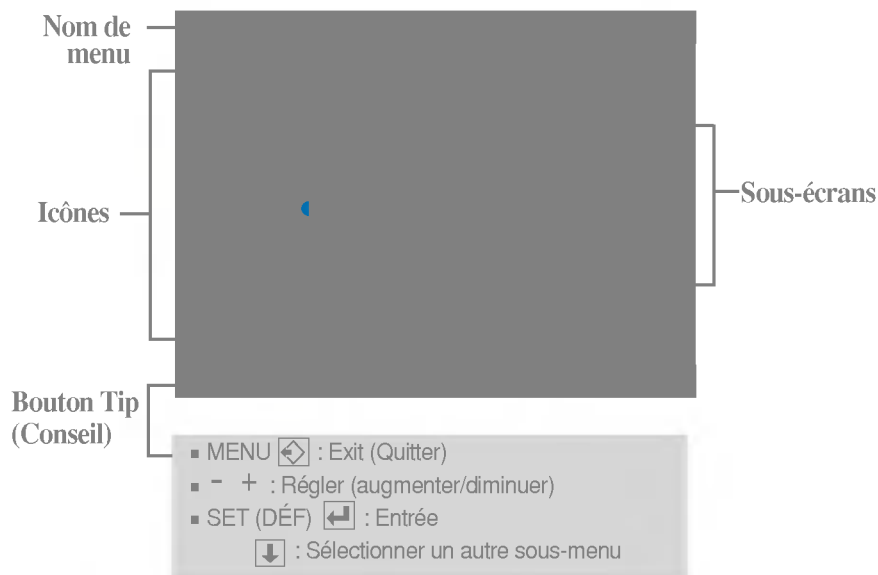 Nom de
menu
Icônes
Sous-écrans
Bouton Tip
(Conseil)
▪ MENU : Exit (Quitter)
▪ - + : Régler (augmenter/diminuer)
▪ SET (DÉF) : Entrée
: Sélectionner un autre sous-menu